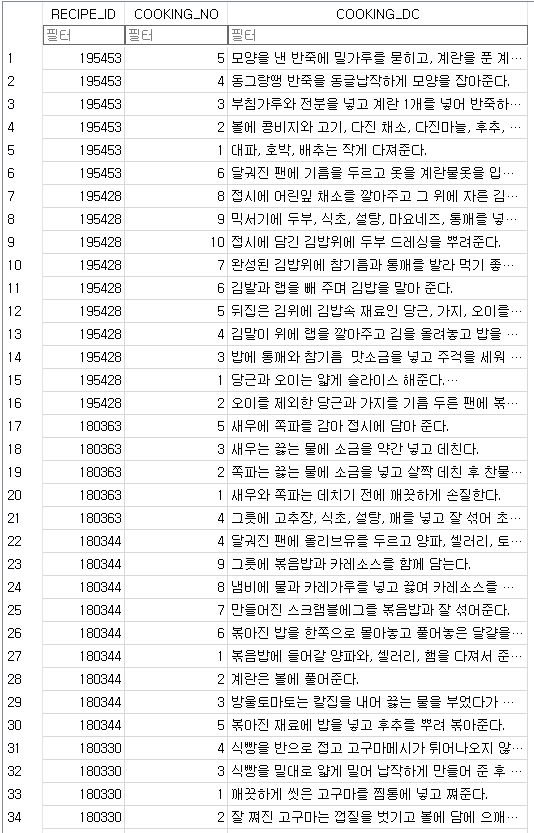 RECIPE_ID COOKING_NO COOKING_DC
필터 필터 필터
1 195453 5 모양을 낸 반죽에 밀가루를 묻히고, 계란을 푼 계…
2 195453 4 동그랑땡 반죽을 동글납작하게 모양을 잡아준다.
3 195453 3 부침가루와 전분을 넣고 계란 1개를 넣어 반죽하…
4 195453 2 볼에 콩비지와 고기, 다진 채소, 다진마늘, 후추, …
5 195453 1 대파, 호박, 배추는 작게 다져준다.
6 195453 6 달궈진 팬에 기름을 두르고 옷을 계란물옷을 입…
7 195428 8 접시에 어린잎 채소를 깔아주고 그 위에 자른 김…
8 195428 9 믹서기에 두부, 식초, 설탕, 마요네즈, 통깨를 넣…
9 195428 10 접시에 담긴 김밥위에 두부 드레싱을 뿌려준다.
10 195428 7 완성된 김밥위에 참기름과 통깨를 발라 먹기 좋…
11 195428 6 김발과 랩을 빼 주며 김밥을 말아 준다.
12 195428 5 뒤집은 김위에 김밥속 재료인 당근, 가지, 오이를…
13 195428 4 김말이 위에 랩을 깔아주고 김을 올려놓고 밥을 …
14 195428 3 밥에 통깨와 참기름  맛소금을 넣고 주걱을 세워 …
15 195428 1 당근과 오이는 얇게 슬라이스 해준다.…
16 195428 2 오이를 제외한 당근과 가지를 기름 두른 팬에 볶…
17 180363 5 새우에 쪽파를 감아 접시에 담아 준다.
18 180363 3 새우는 끓는 물에 소금을 약간 넣고 데친다.
19 180363 2 쪽파는 끓는 물에 소금을 넣고 살짝 데친 후 찬물…
20 180363 1 새우와 쪽파는 데치기 전에 깨끗하게 손질한다.
21 180363 4 그릇에 고추장, 식초, 설탕, 깨를 넣고 잘 섞어 초…
22 180344 4 달궈진 팬에 올리브유를 두르고 양파, 셀러리, 토…
23 180344 9 그릇에 볶음밥과 카레소스를 함께 담는다.
24 180344 8 냄비에 물과 카레가루를 넣고 끓여 카레소스를 …
25 180344 7 만들어진 스크램블에그를 볶음밥과 잘 섞어준다.
26 180344 6 볶아진 밥을 한쪽으로 몰아놓고 풀어놓은 달걀을…
27 180344 1 볶음밥에 들어갈 양파와, 셀러리, 햄을 다져서 준…
28 180344 2 계란은 볼에 풀어준다.
29 180344 3 방울토마토는 칼집을 내어 끓는 물을 부었다가 …
30 180344 5 볶아진 재료에 밥을 넣고 후추를 뿌려 볶아준다.
31 180330 4 식빵을 반으로 접고 고구마메시가 튀어나오지 않…
32 180330 3 식빵을 밀대로 얇게 밀어 납작하게 만들어 준 후 …
33 180330 1 깨끗하게 씻은 고구마를 찜통에 넣고 쪄준다.
34 180330 2 잘 쪄진 고구마는 껍질을 벗기고 볼에 담에 으깨…